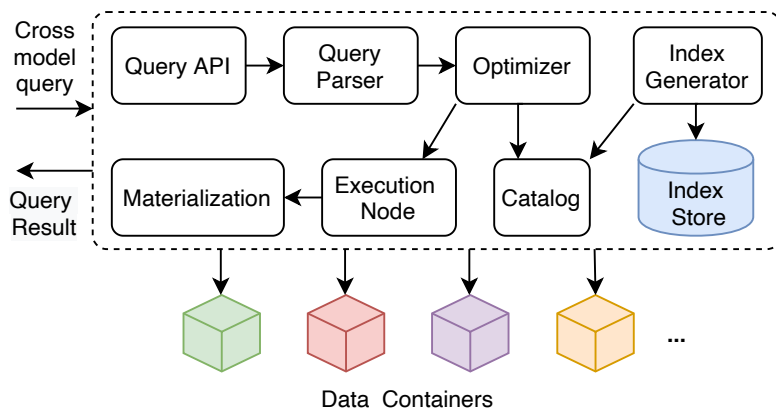 Cross
model
query
Query API
Query
Parser
Optimizer
Index
Generator
Query
Result
Materialization
Execution
Node
Catalog
Index
Store
...
Data Containers